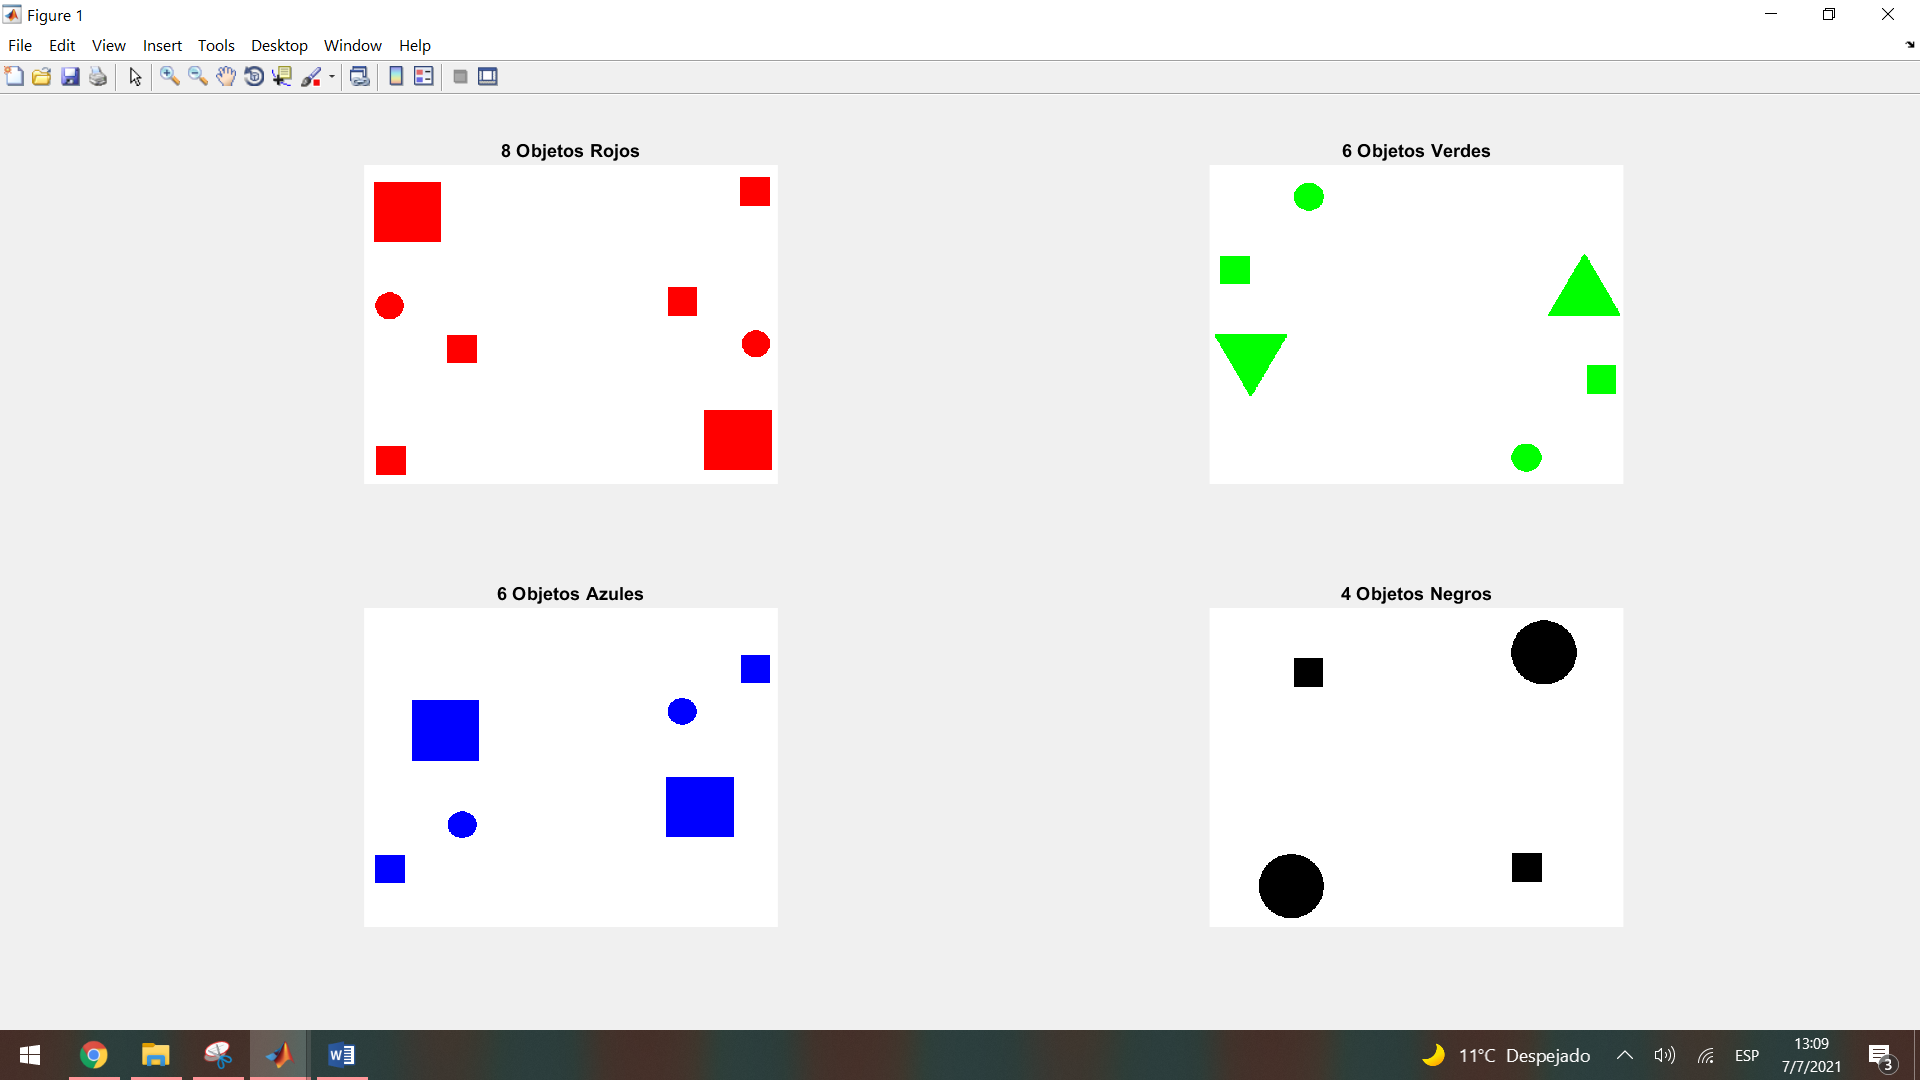 Figure 1
File Edit View Insert Tools Desktop Window Help
8 Objetos Rojos
6 Objetos Verdes
6 Objetos Azules
4 Objetos Negros
11°C Despejado
ESP
13:09
7/7/2021
3